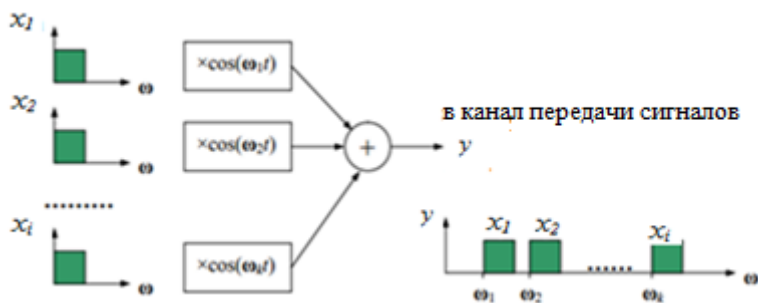 x1
ω
×cos(ω1t)
x2
ω
×cos(ω2t)
+
y
в канал передачи сигналов
.........
xi
ω
×cos(ωkt)
y
x1
x2
......
xi
ω
ω1
ω2
ωk